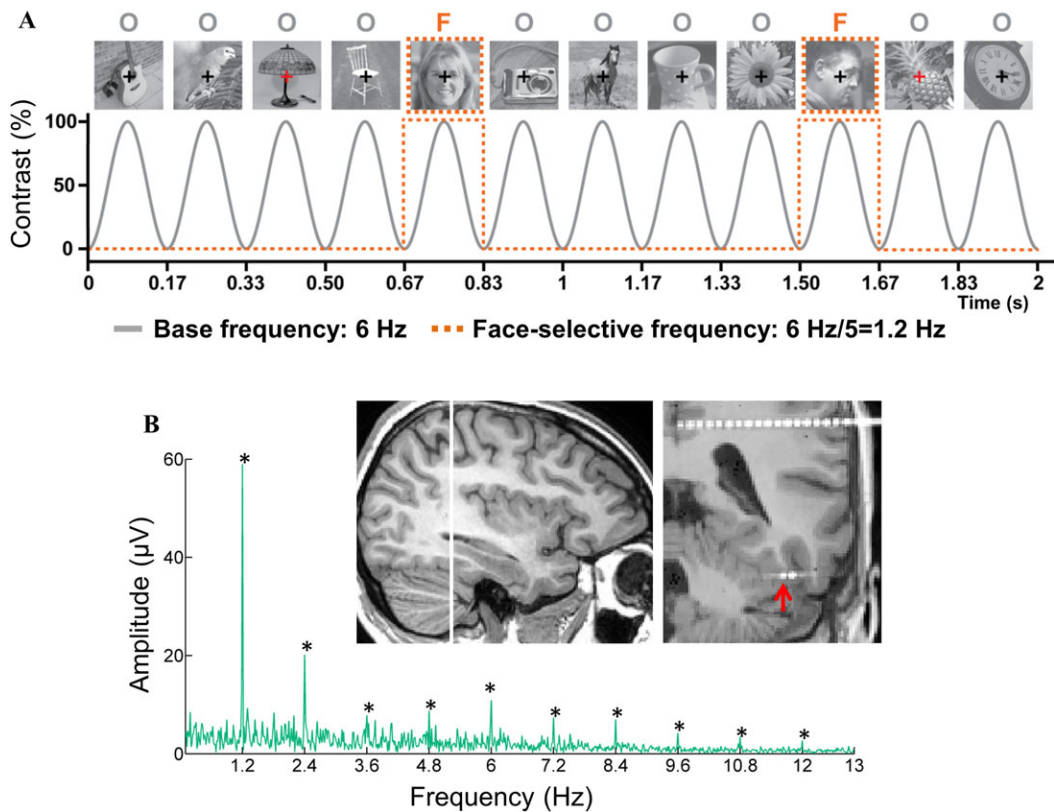 A
O O O O F O O O O F O O
Contrast (%)
100
50
0
0 0.17 0.33 0.50 0.67 0.83 1 1.17 1.33 1.50 1.67 1.83 2
Time (s)
Base frequency: 6 Hz Face-selective frequency: 6 Hz/5=1.2 Hz
B
Amplitude (µV)
60
40
20
0
* * * * * * * * * *
1.2 2.4 3.6 4.8 6 7.2 8.4 9.6 10.8 12 13
Frequency (Hz)